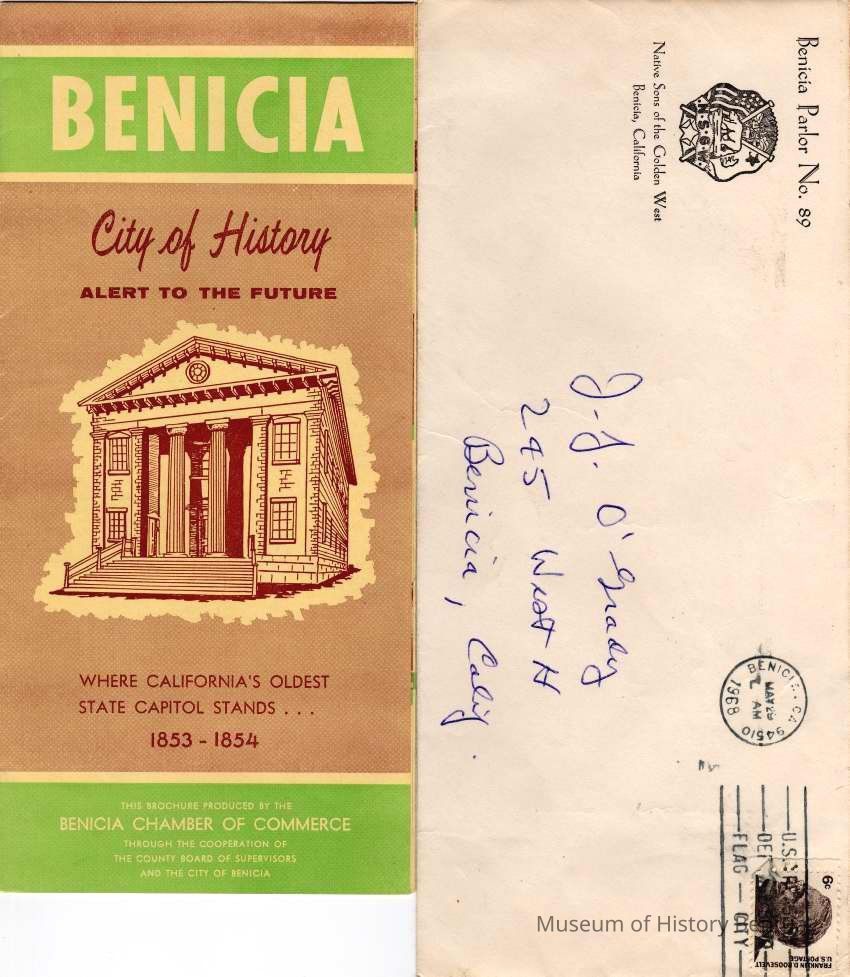 BENICIA
City of History
ALERT TO THE FUTURE
WHERE CALIFORNIA'S OLDEST
STATE CAPITOL STANDS . . .
1853 - 1854
THIS BROCHURE PRODUCED BY THE
BENICIA CHAMBER OF COMMERCE
THROUGH THE COOPERATION OF
THE COUNTY BOARD OF SUPERVISORS
AND THE CITY OF BENICIA
Benicia Parlor No. 89
N.S.G.W.
Native Sons of the Golden West
Benicia, California
J. J. O'Grady
245 West H
Benicia, Calif.
BENICIA CA
MAY 29
AM
1968
94510
U.S.
FLAG — CITY
6c
FRANKLIN D. ROOSEVELT
U.S. POSTAGE
Museum of History